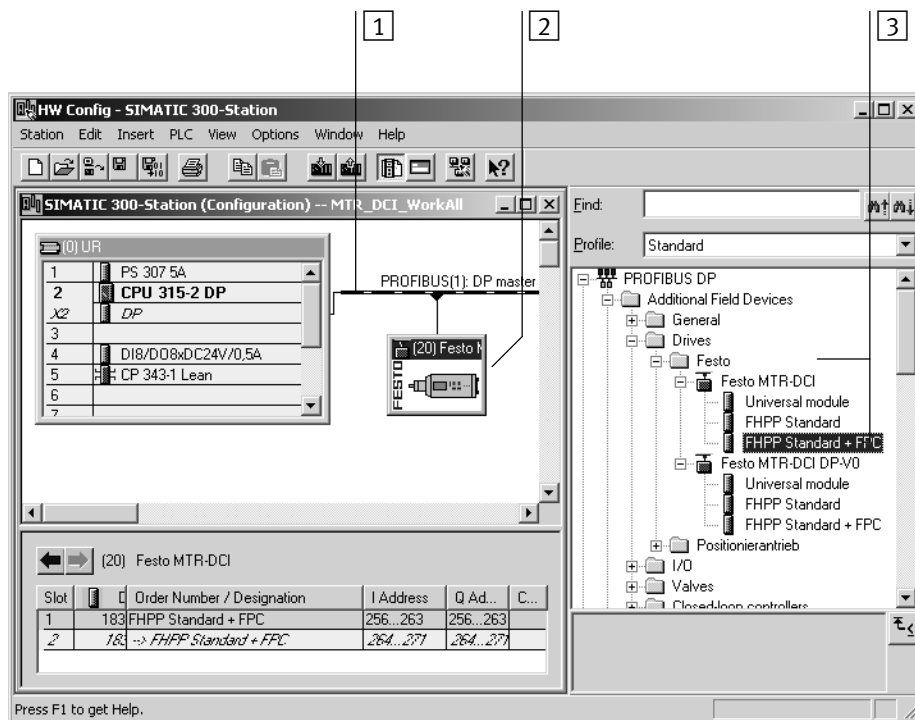 1
2
3
HW Config - SIMATIC 300-Station
Station Edit Insert PLC View Options Window Help
SIMATIC 300-Station (Configuration) -- MTR_DCI_WorkAll
(0) UR
1 PS 307 5A
2 CPU 315-2 DP
X2 DP
3
4 DI8/DO8xDC24V/0,5A
5 CP 343-1 Lean
6
7
PROFIBUS(1): DP master
(20) Festo
FESTO
(20) Festo MTR-DCI
Slot D Order Number / Designation I Address Q Ad... C...
1 183 FHPP Standard + FPC 256...263 256...263
2 183 --> FHPP Standard + FPC 264...271 264...271
Find:
Profile: Standard
PROFIBUS DP
Additional Field Devices
General
Drives
Festo
Festo MTR-DCI
Universal module
FHPP Standard
FHPP Standard + FPC
Festo MTR-DCI DP-V0
Universal module
FHPP Standard
FHPP Standard + FPC
Positionierantrieb
I/O
Valves
Closed-loop controllers
Press F1 to get Help.